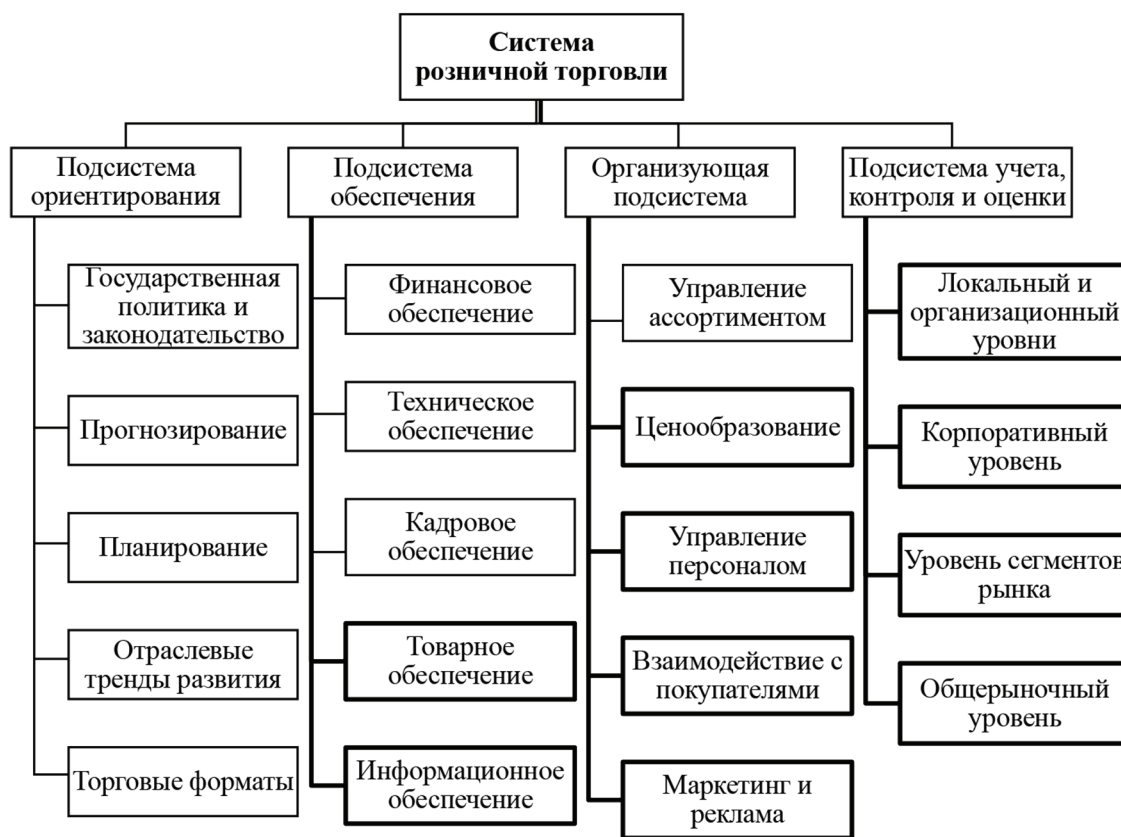 Система
розничной торговли
Подсистема
ориентирования
Государственная
политика и
законодательство
Прогнозирование
Планирование
Отраслевые
тренды развития
Торговые форматы
Подсистема
обеспечения
Финансовое
обеспечение
Техническое
обеспечение
Кадровое
обеспечение
Товарное
обеспечение
Информационное
обеспечение
Организующая
подсистема
Управление
ассортиментом
Ценообразование
Управление
персоналом
Взаимодействие с
покупателями
Маркетинг и
реклама
Подсистема учета,
контроля и оценки
Локальный и
организационный
уровни
Корпоративный
уровень
Уровень сегментов
рынка
Общерыночный
уровень